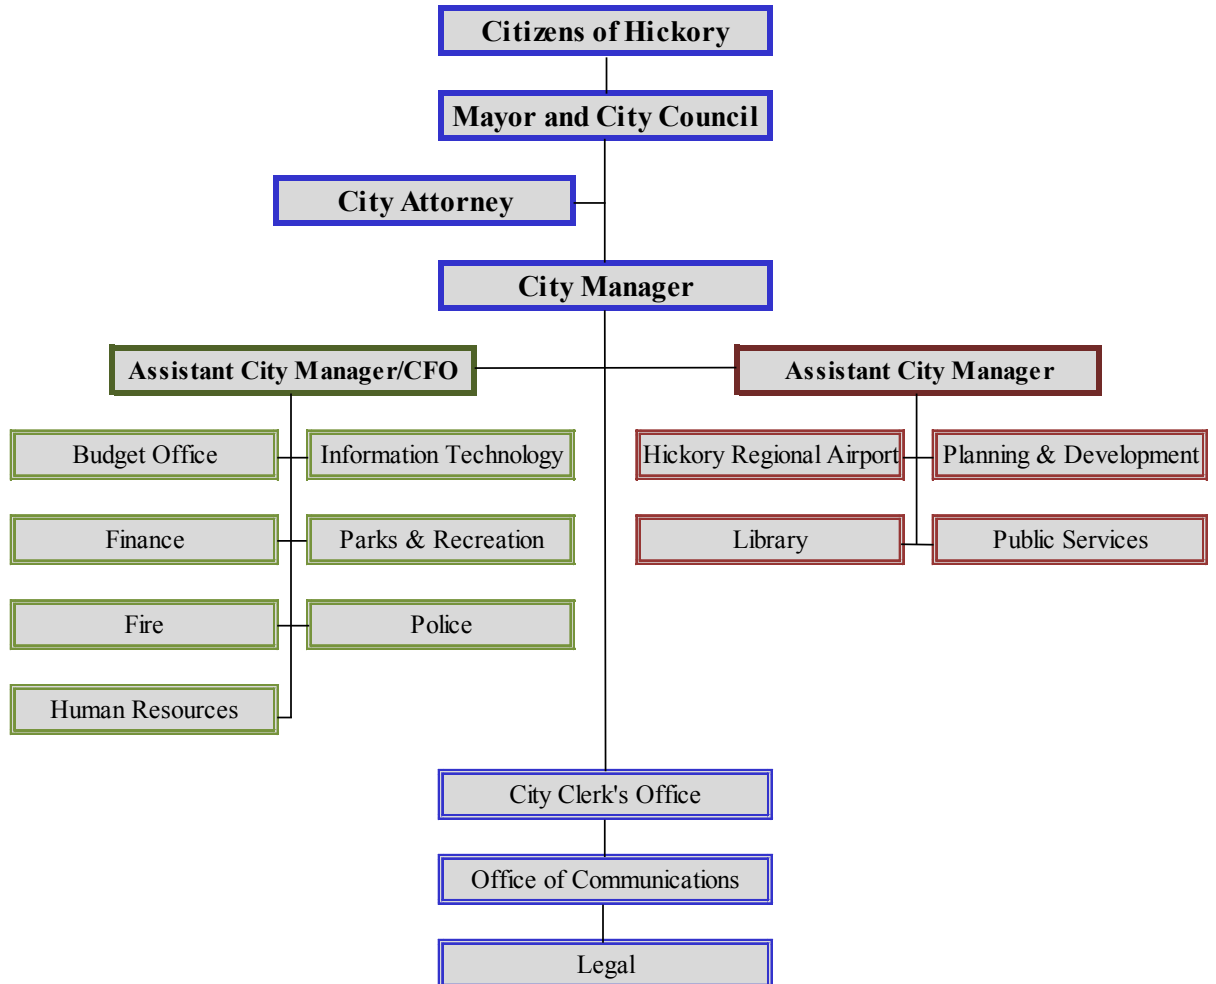 Citizens of Hickory
Mayor and City Council
City Attorney
City Manager
Assistant City Manager/CFO
Assistant City Manager
Budget Office
Information Technology
Hickory Regional Airport
Planning & Development
Finance
Parks & Recreation
Library
Public Services
Fire
Police
Human Resources
City Clerk's Office
Office of Communications
Legal